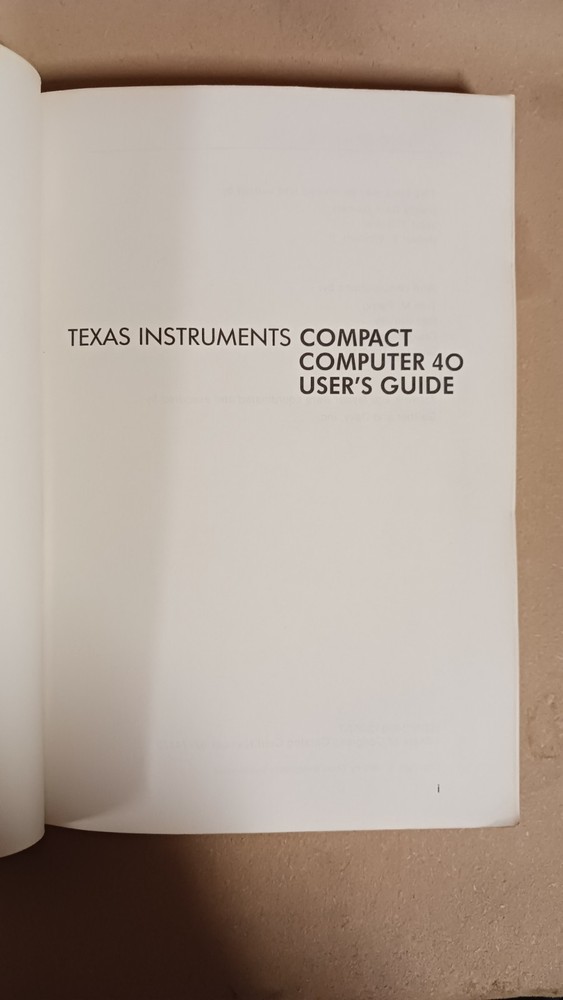 TEXAS INSTRUMENTS COMPACT
COMPUTER 40
USER'S GUIDE
i